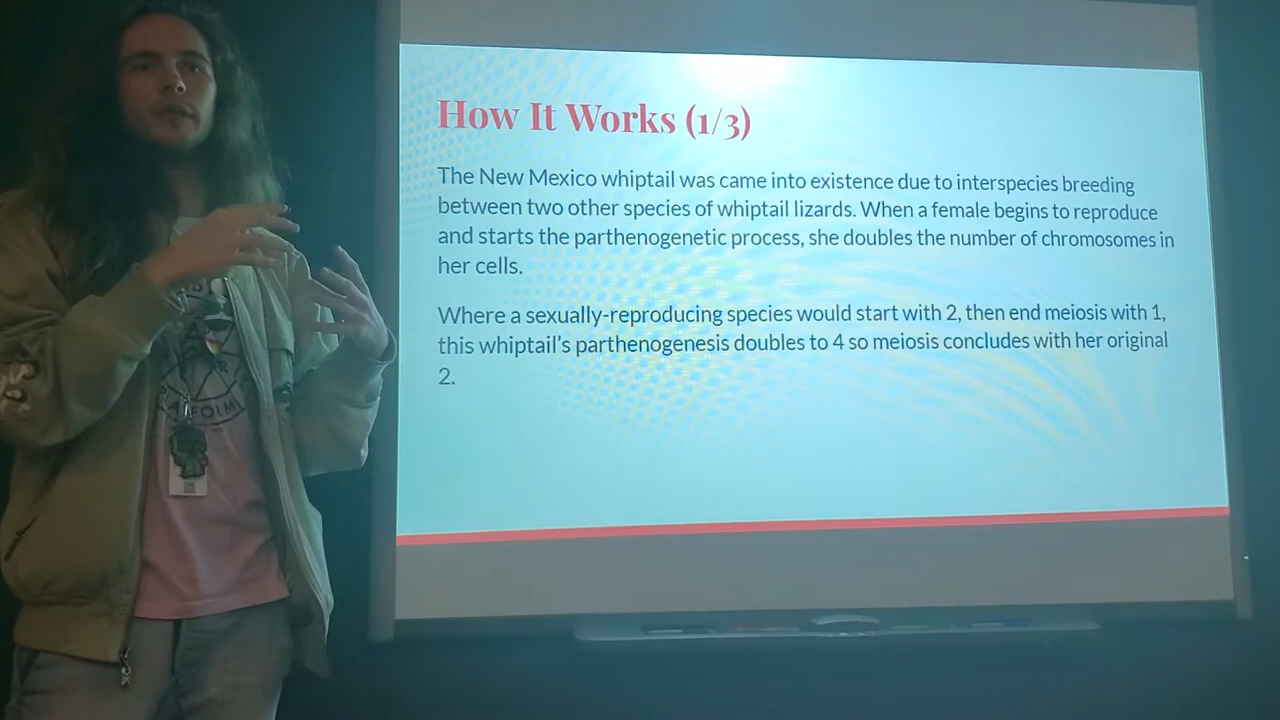 How It Works (1/3)
The New Mexico whiptail was came into existence due to interspecies breeding
between two other species of whiptail lizards. When a female begins to reproduce
and starts the parthenogenetic process, she doubles the number of chromosomes in
her cells.
Where a sexually-reproducing species would start with 2, then end meiosis with 1,
this whiptail's parthenogenesis doubles to 4 so meiosis concludes with her original
2.